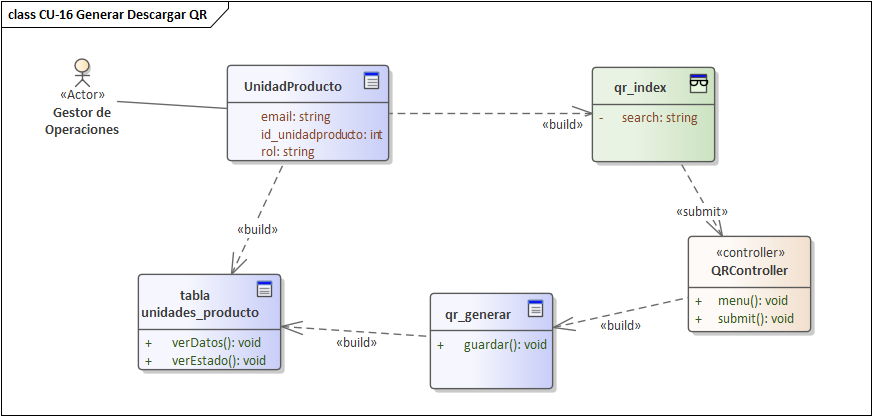 class CU-16 Generar Descargar QR
«Actor»
Gestor de
Operaciones
UnidadProducto
email: string
id_unidadproducto: int
rol: string
«build»
qr_index
- search: string
«submit»
«build»
«controller»
QRController
+ menu(): void
+ submit(): void
tabla
unidades_producto
+ verDatos(): void
+ verEstado(): void
qr_generar
+ guardar(): void
«build»
«build»